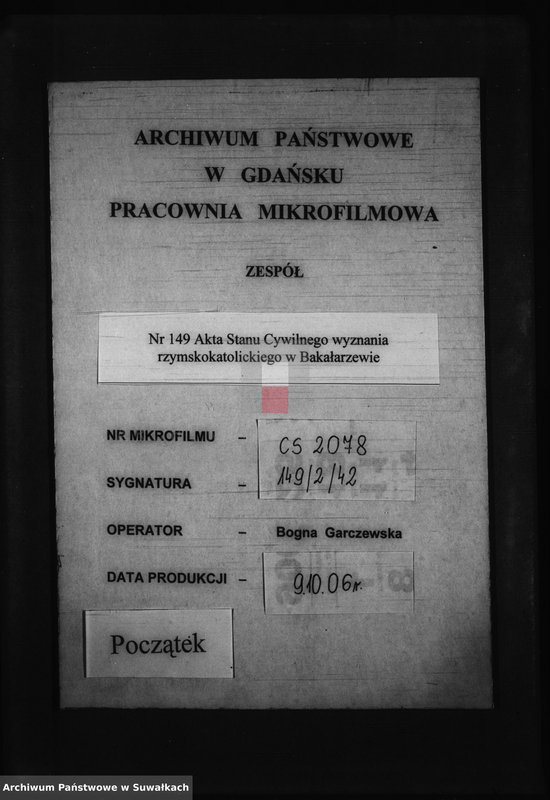 ARCHIWUM PAŃSTWOWE
W GDAŃSKU
PRACOWNIA MIKROFILMOWA
ZESPÓŁ
Nr 149 Akta Stanu Cywilnego wyznania
rzymskokatolickiego w Bakałarzewie
NR MIKROFILMU – CS 2078
SYGNATURA – 149/2/42
OPERATOR – Bogna Garczewska
DATA PRODUKCJI – 9.10.06r.
Początek
Archiwum Państwowe w Suwałkach